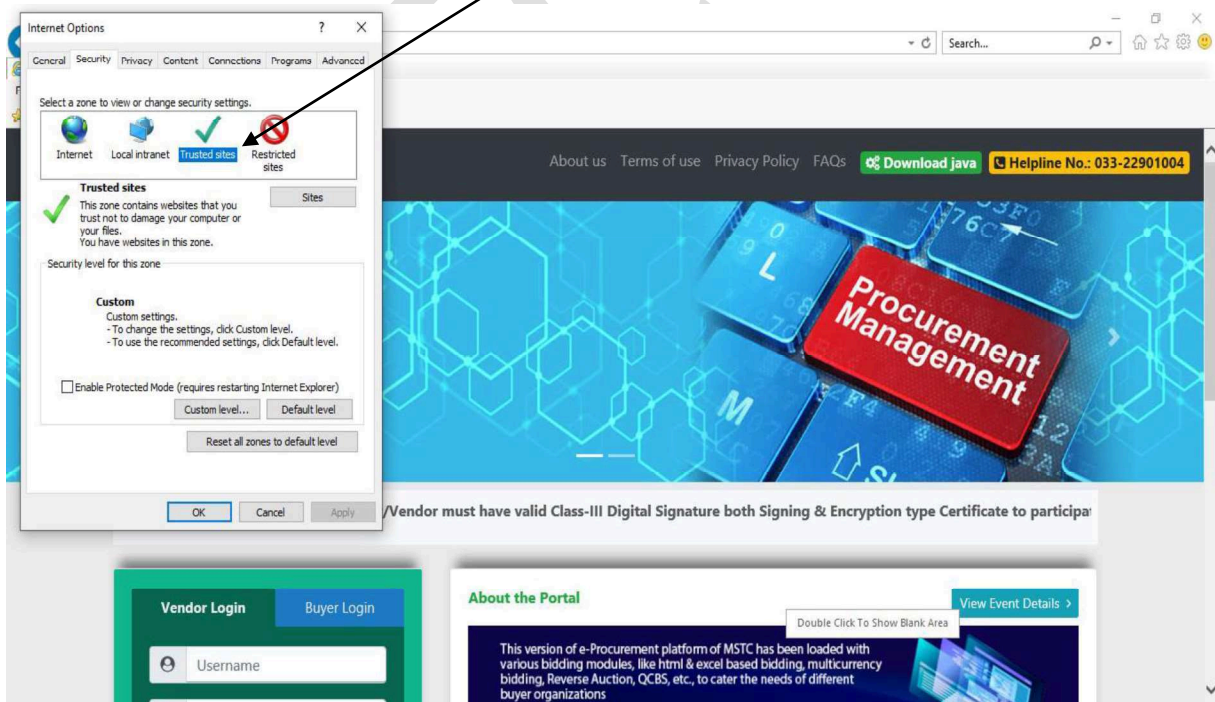 Internet Options ? X
Search...
General Security Privacy Content Connections Programs Advanced
Select a zone to view or change security settings.
Internet Local intranet Trusted sites Restricted sites
Trusted sites
This zone contains websites that you
trust not to damage your computer or
your files.
You have websites in this zone.
Sites
Security level for this zone
Custom
Custom settings.
- To change the settings, click Custom level.
- To use the recommended settings, click Default level.
Enable Protected Mode (requires restarting Internet Explorer)
Custom level... Default level
Reset all zones to default level
OK Cancel Apply
About us Terms of use Privacy Policy FAQs Download java Helpline No.: 033-22901004
L
M
76C7
Procurement
Management
/Vendor must have valid Class-III Digital Signature both Signing & Encryption type Certificate to participat
Vendor Login Buyer Login
Username
About the Portal
View Event Details >
Double Click To Show Blank Area
This version of e-Procurement platform of MSTC has been loaded with
various bidding modules, like html & excel based bidding, multicurrency
bidding, Reverse Auction, QCBS, etc., to cater the needs of different
buyer organizations